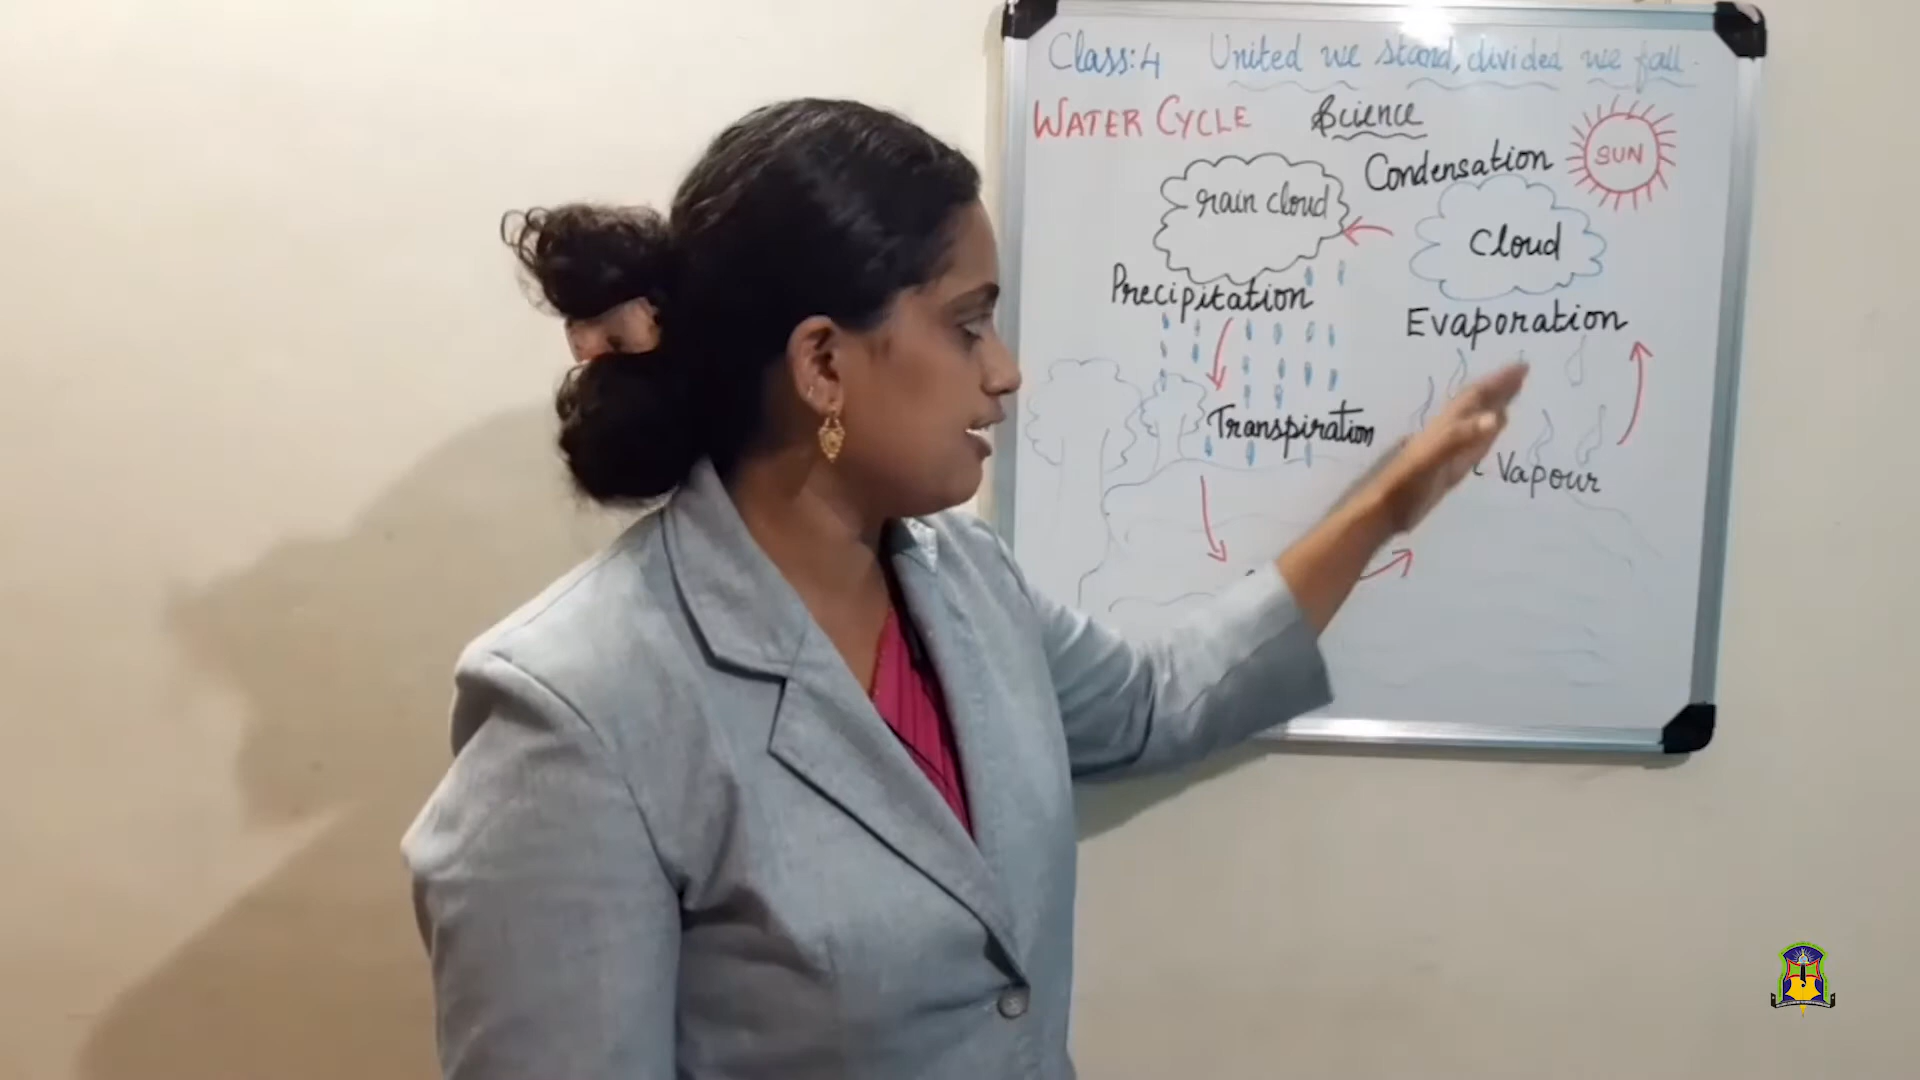 Class:4 United we stand, divided we fall.
WATER CYCLE Science
Condensation
SUN
rain cloud
Cloud
Precipitation
Evaporation
Transpiration
Vapour